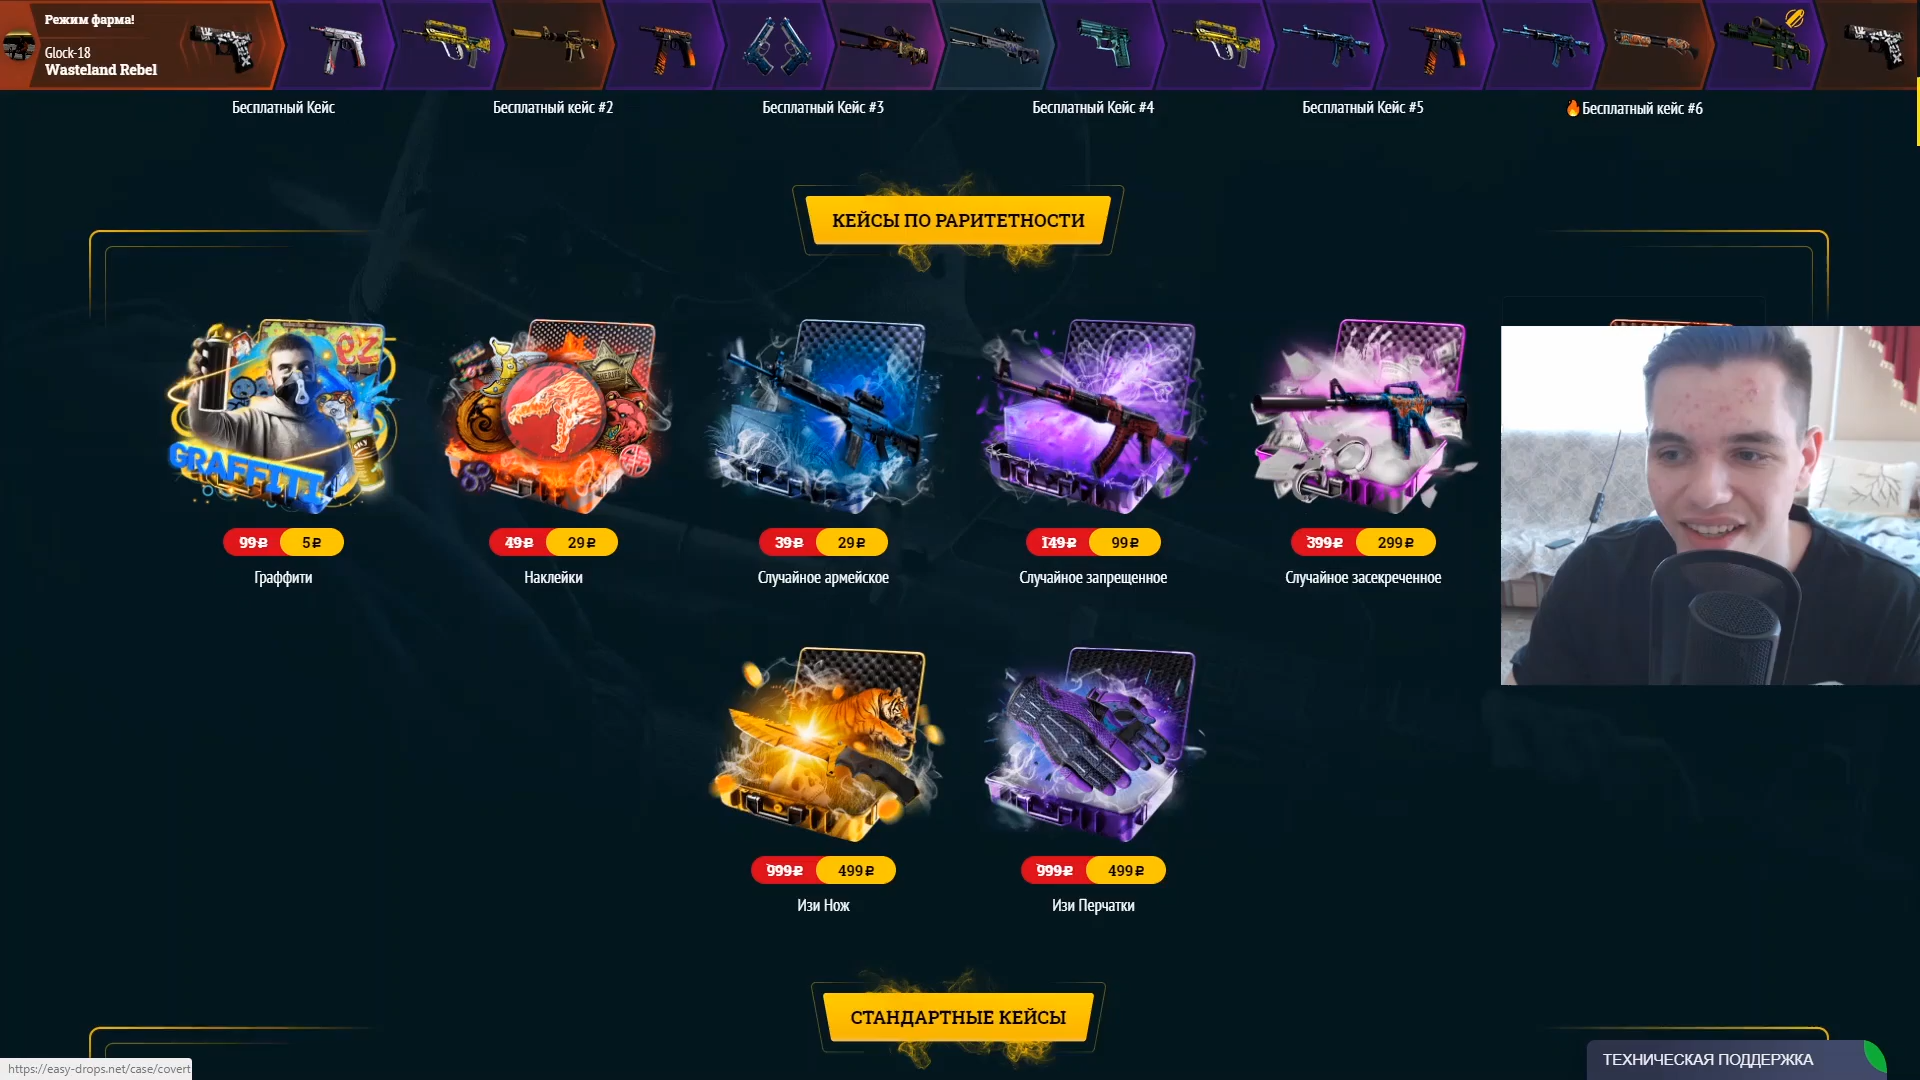 Режим фарма!
Glock-18
Wasteland Rebel
Бесплатный Кейс
Бесплатный кейс #2
Бесплатный Кейс #3
Бесплатный Кейс #4
Бесплатный Кейс #5
🔥Бесплатный кейс #6
КЕЙСЫ ПО РАРИТЕТНОСТИ
EZ
SHERIFF
GRAFFITI
99₽ 5₽
49₽ 29₽
39₽ 29₽
149₽ 99₽
399₽ 299₽
Граффити
Наклейки
Случайное армейское
Случайное запрещенное
Случайное засекреченное
999₽ 499₽
999₽ 499₽
Изи Нож
Изи Перчатки
СТАНДАРТНЫЕ КЕЙСЫ
ТЕХНИЧЕСКАЯ ПОДДЕРЖКА
https://easy-drops.net/case/covert